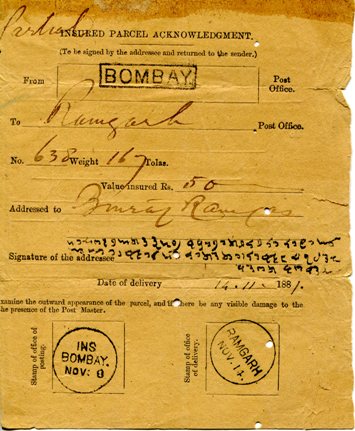 INSURED PARCEL ACKNOWLEDGMENT.
(To be signed by the addressee and returned to the sender.)
From BOMBAY. Post Office.
To Ramgarh Post Office.
No. 638 Weight 167 Tolas.
Value insured Rs. 50
Addressed to
Signature of the addressee
Date of delivery 14.11. 1881.
xamine the outward appearance of the parcel, and if there be any visible damage to the
the presence of the Post Master.
Stamp of office of posting.
INS
BOMBAY.
NOV: 8
Stamp of office of delivery.
RAMGARH
NOV. 14.